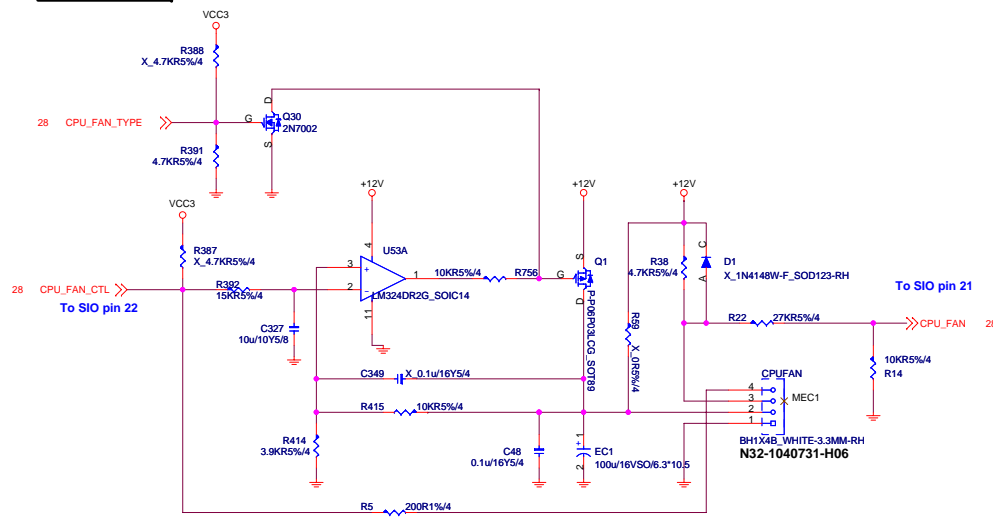 VCC3
R388
X_4.7KR5%/4
28 CPU_FAN_TYPE
G
D
S
Q30
2N7002
R391
4.7KR5%/4
VCC3
+12V
+12V
+12V
R387
X_4.7KR5%/4
28 CPU_FAN_CTL
To SIO pin 22
R392
15KR5%/4
C327
10u/10Y5/8
U53A
4
3
+
2
-
1
11
LM324DR2G_SOIC14
10KR5%/4
R756
Q1
S
G
D
P-P06P03LCG_SOT89
R38
4.7KR5%/4
C
A
D1
X_1N4148W-F_SOD123-RH
R59
X_0R5%/4
To SIO pin 21
R22
27KR5%/4
CPU_FAN
28
10KR5%/4
R14
C349
X_0.1u/16Y5/4
R415
10KR5%/4
R414
3.9KR5%/4
C48
0.1u/16Y5/4
+
1
2
EC1
100u/16VSO/6.3*10.5
CPUFAN
4
3
2
1
MEC1
BH1X4B_WHITE-3.3MM-RH
N32-1040731-H06
R5
200R1%/4